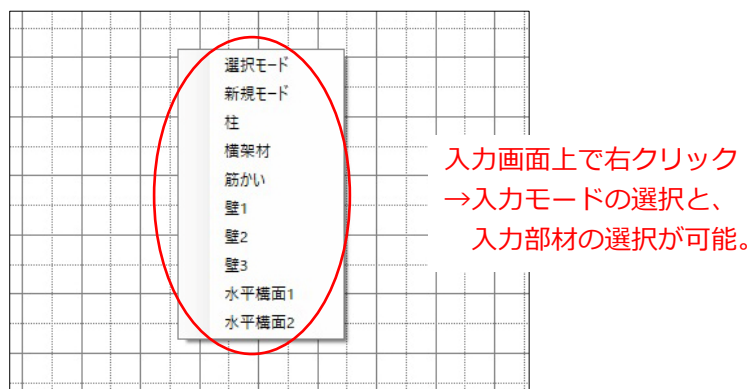 選択モード
新規モード
柱
横架材
筋かい
壁1
壁2
壁3
水平構面1
水平構面2
入力画面上で右クリック
→入力モードの選択と、
入力部材の選択が可能。